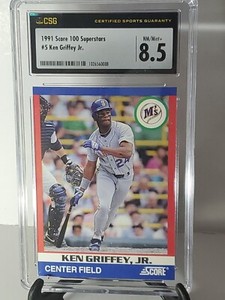 CSG
CERTIFIED SPORTS GUARANTY
1991 Score 100 Superstars
#5 Ken Griffey Jr.
NM/Mint+
8.5
M's
KEN GRIFFEY, JR.
CENTER FIELD
SCORE